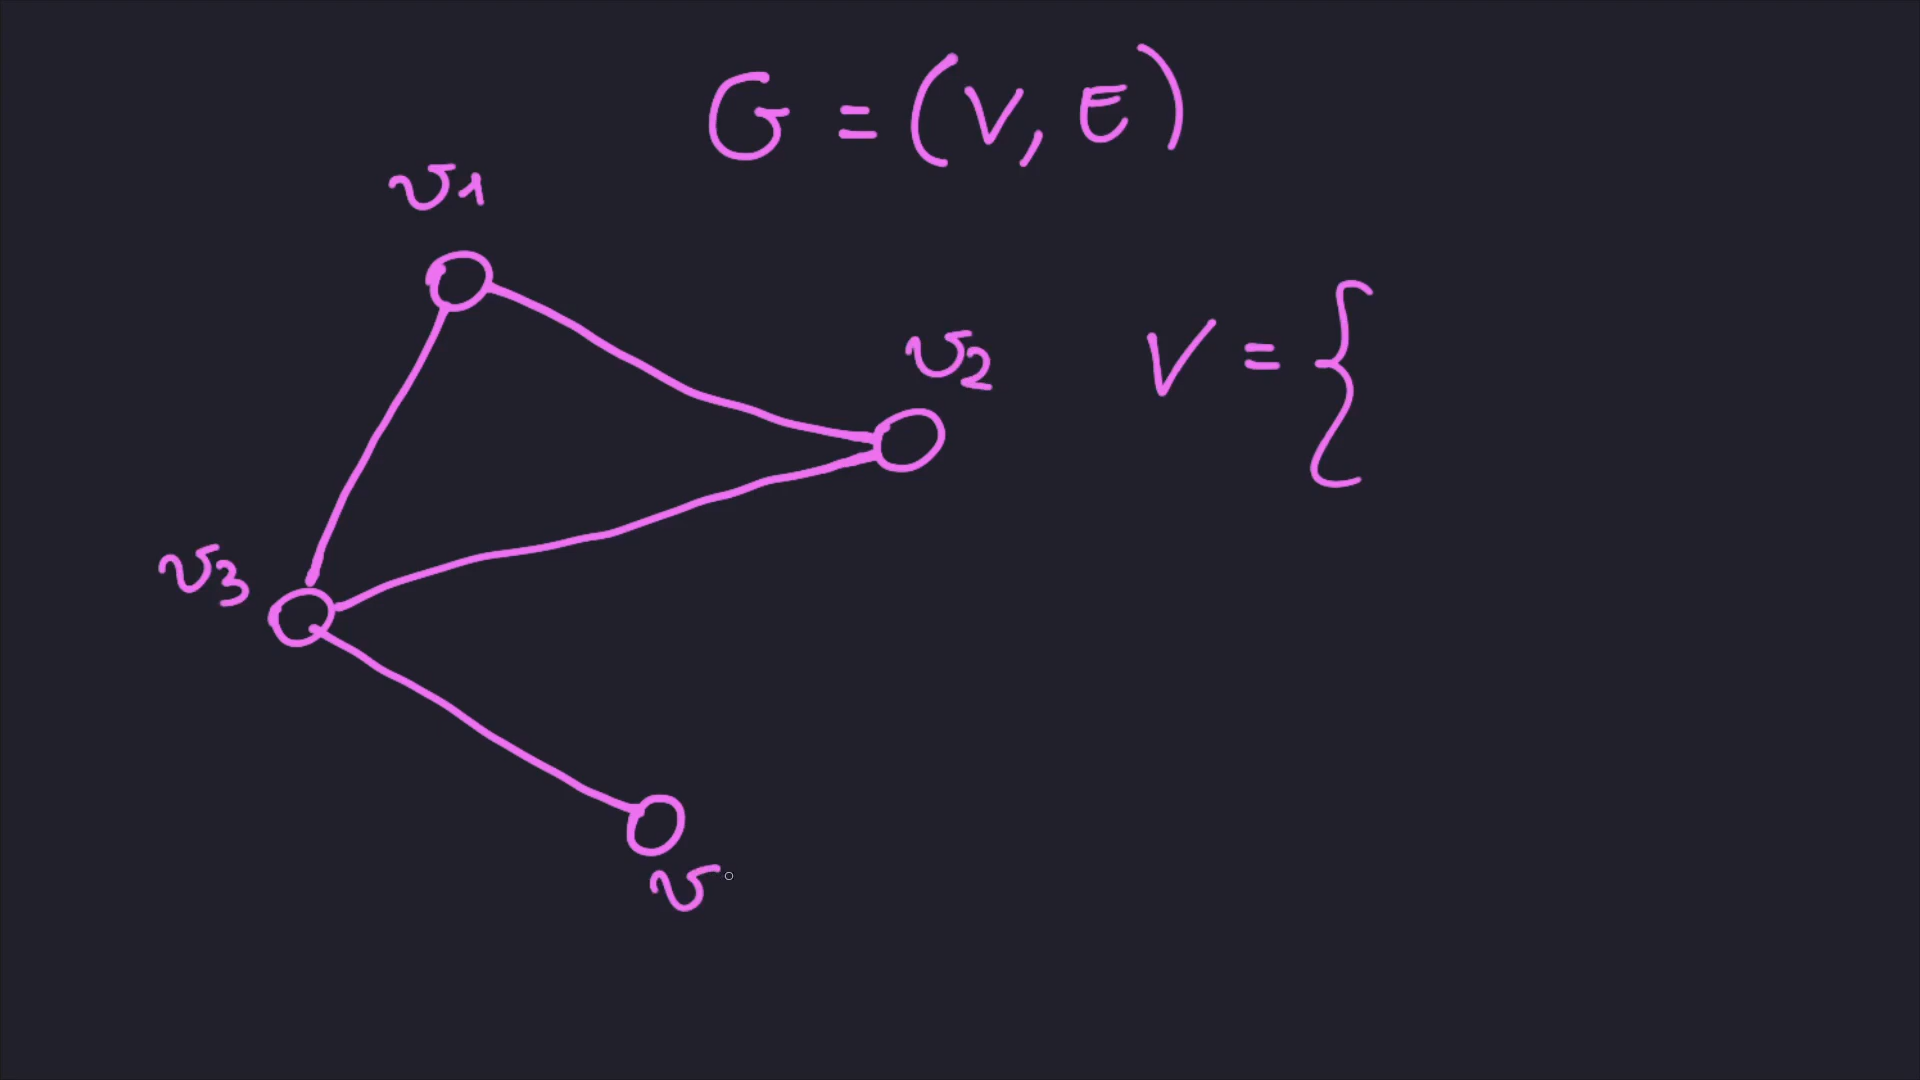 G = (V, E)
v1
v2
V = {
v3
v